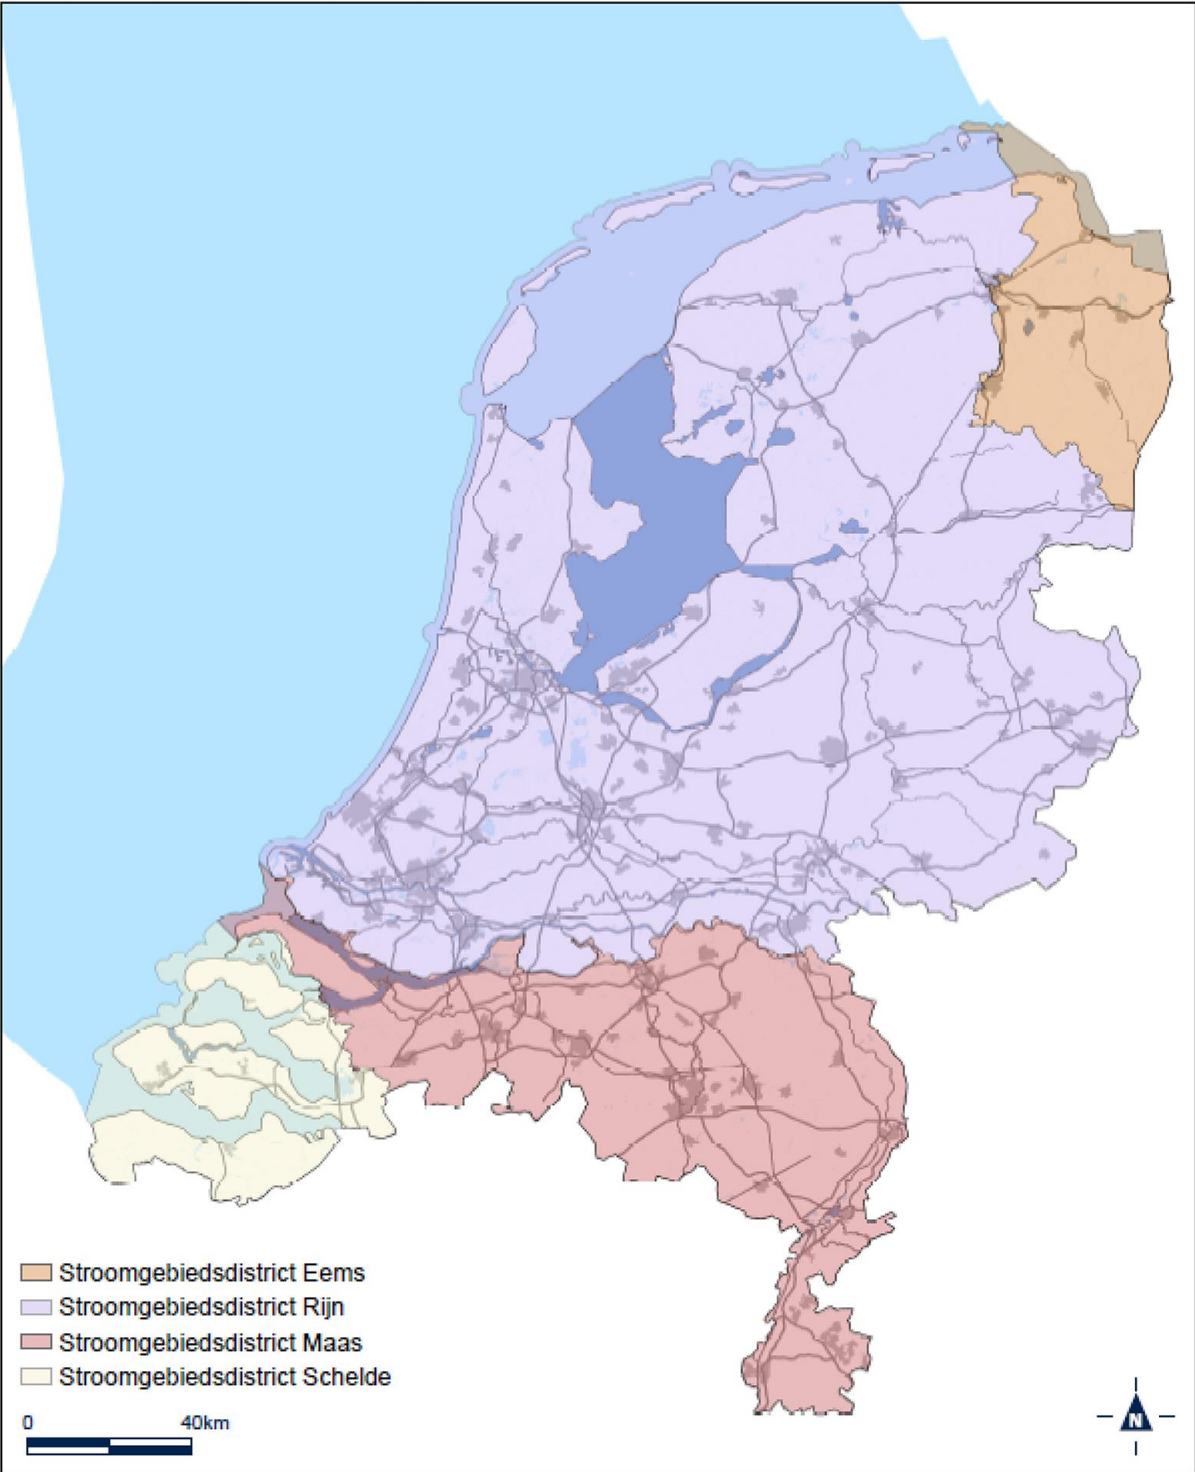 Stroomgebiedsdistrict Eems
Stroomgebiedsdistrict Rijn
Stroomgebiedsdistrict Maas
Stroomgebiedsdistrict Schelde
0 40km
N